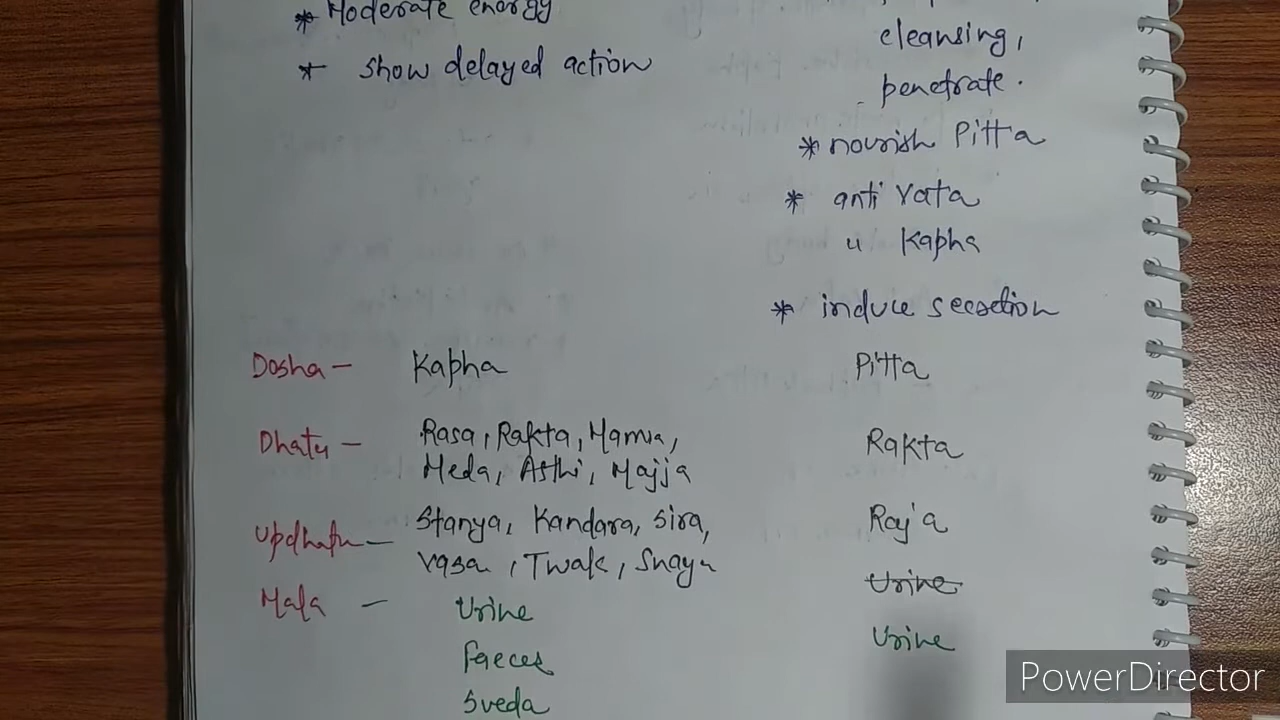 * Moderate energy
* show delayed action
cleansing,
penetrate.
* nourish Pitta
* anti Vata
" Kapha
* induce secretion
Dosha - Kapha Pitta
Dhatu - Rasa, Rakta, Mamsa, Rakta
Meda, Asthi, Majja
Updhatu - Stanya, Kandara, Sira, Raja
Vasa, Twak, Snayu
Mala - Urine Urine
Faeces Urine
Sveda
PowerDirector